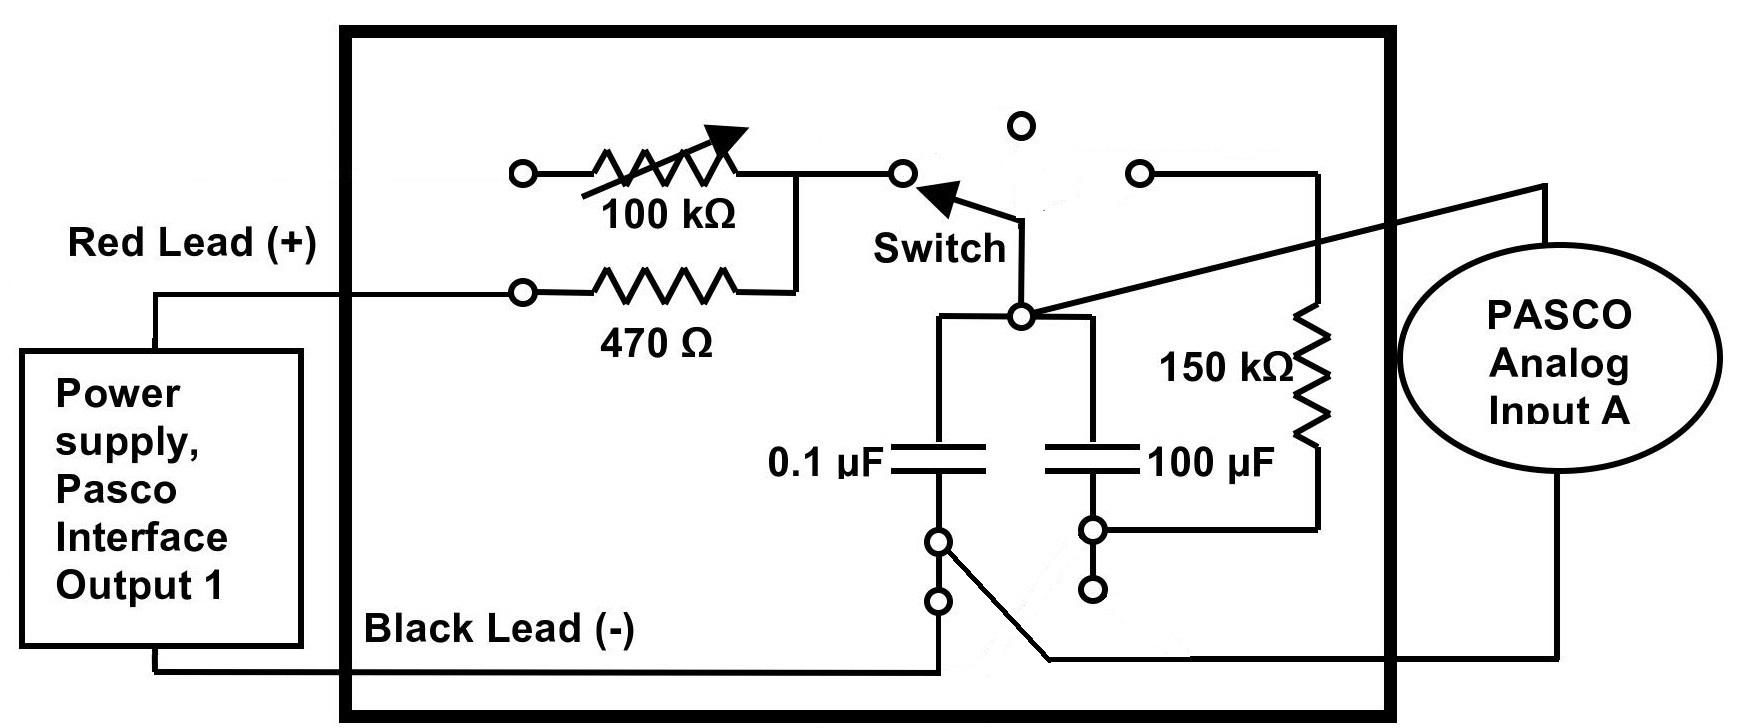 100 kΩ
Red Lead (+)
Switch
470 Ω
PASCO
Analog
Input A
150 kΩ
Power
supply,
Pasco
Interface
Output 1
0.1 µF
100 µF
Black Lead (-)